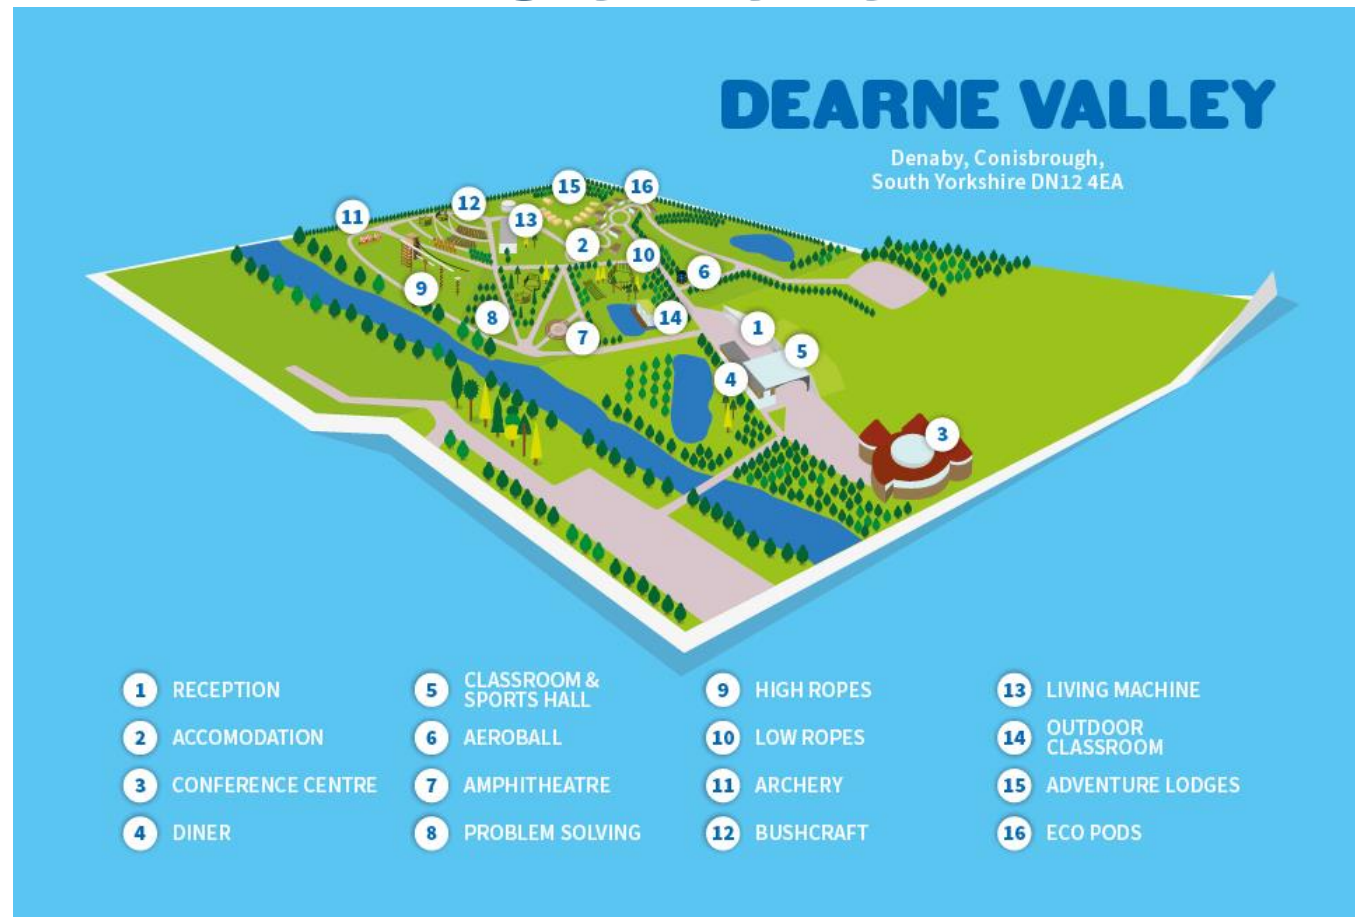 DEARNE VALLEY
Denaby, Conisbrough,
South Yorkshire DN12 4EA
15
16
12
11
13
2
10
6
9
8
14
1
7
5
4
3
1 RECEPTION
2 ACCOMODATION
3 CONFERENCE CENTRE
4 DINER
5 CLASSROOM &
SPORTS HALL
6 AEROBALL
7 AMPHITHEATRE
8 PROBLEM SOLVING
9 HIGH ROPES
10 LOW ROPES
11 ARCHERY
12 BUSHCRAFT
13 LIVING MACHINE
14 OUTDOOR
CLASSROOM
15 ADVENTURE LODGES
16 ECO PODS